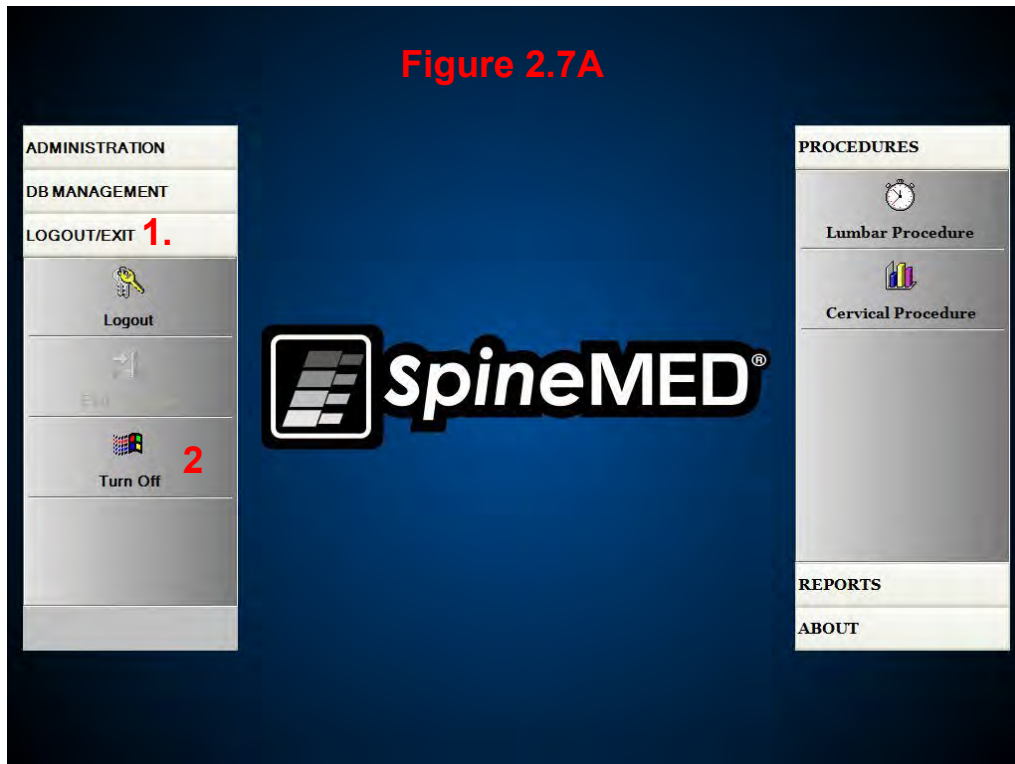 Figure 2.7A
ADMINISTRATION
DB MANAGEMENT
LOGOUT/EXIT 1.
Logout
Exit
Turn Off 2
SpineMED®
PROCEDURES
Lumbar Procedure
Cervical Procedure
REPORTS
ABOUT